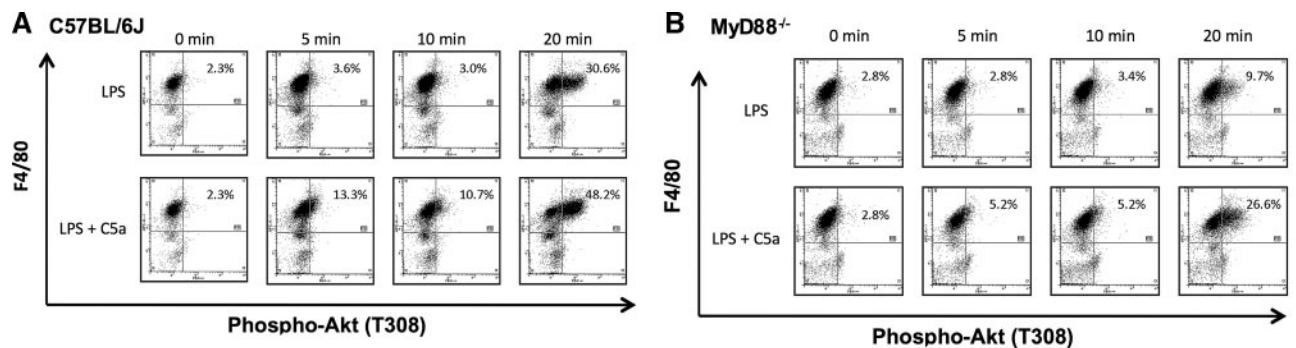 A C57BL/6J
0 min 5 min 10 min 20 min
LPS 2.3% 3.6% 3.0% 30.6%
LPS + C5a 2.3% 13.3% 10.7% 48.2%
F4/80
Phospho-Akt (T308)
B MyD88-/-
0 min 5 min 10 min 20 min
LPS 2.8% 2.8% 3.4% 9.7%
LPS + C5a 2.8% 5.2% 5.2% 26.6%
F4/80
Phospho-Akt (T308)